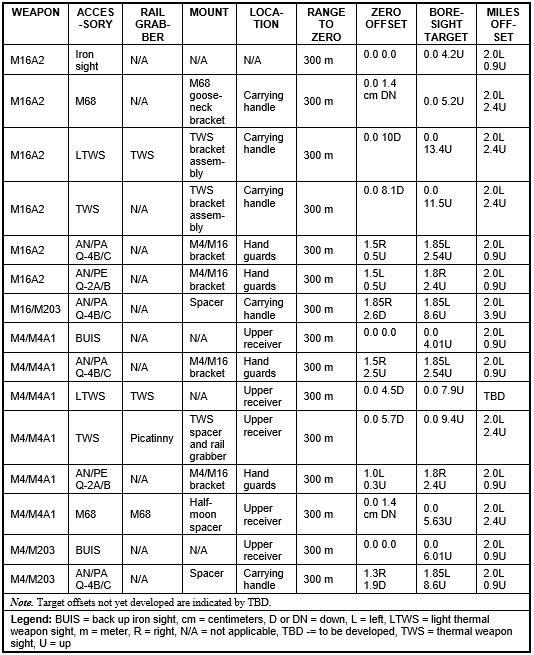 WEAPON ACCES-SORY RAIL GRAB-BER MOUNT LOCA-TION RANGE TO ZERO ZERO OFFSET BORE-SIGHT TARGET MILES OFF-SET
M16A2 Iron sight N/A N/A N/A 300 m 0.0 0.0 0.0 4.2U 2.0L 0.9U
M16A2 M68 N/A M68 goose-neck bracket Carrying handle 300 m 0.0 1.4 cm DN 0.0 5.2U 2.0L 2.4U
M16A2 LTWS TWS TWS bracket assem-bly Carrying handle 300 m 0.0 10D 0.0 13.4U 2.0L 2.4U
M16A2 TWS N/A TWS bracket assem-bly Carrying handle 300 m 0.0 8.1D 0.0 11.5U 2.0L 2.4U
M16A2 AN/PA Q-4B/C N/A M4/M16 bracket Hand guards 300 m 1.5R 0.5U 1.85L 2.54U 2.0L 0.9U
M16A2 AN/PE Q-2A/B N/A M4/M16 bracket Hand guards 300 m 1.5L 0.5U 1.8R 2.4U 2.0L 0.9U
M16/M203 AN/PA Q-4B/C N/A Spacer Carrying handle 300 m 1.85R 2.6D 1.85L 8.6U 2.0L 3.9U
M4/M4A1 BUIS N/A N/A Upper receiver 300 m 0.0 0.0 0.0 4.01U 2.0L 0.9U
M4/M4A1 AN/PA Q-4B/C N/A M4/M16 bracket Hand guards 300 m 1.5R 2.5U 1.85L 2.54U 2.0L 0.9U
M4/M4A1 LTWS TWS N/A Upper receiver 300 m 0.0 4.5D 0.0 7.9U TBD
M4/M4A1 TWS Picatinny TWS spacer and rail grabber Upper receiver 300 m 0.0 5.7D 0.0 9.4U 2.0L 2.4U
M4/M4A1 AN/PE Q-2A/B N/A M4/M16 bracket Hand guards 300 m 1.0L 0.3U 1.8R 2.4U 2.0L 0.9U
M4/M4A1 M68 M68 Half-moon spacer Upper receiver 300 m 0.0 1.4 cm DN 0.0 5.63U 2.0L 2.4U
M4/M203 BUIS N/A N/A Upper receiver 300 m 0.0 0.0 0.0 6.01U 2.0L 0.9U
M4/M203 AN/PA Q-4B/C N/A Spacer Carrying handle 300 m 1.3R 1.9D 1.85L 8.6U 2.0L 0.9U
Note. Target offsets not yet developed are indicated by TBD.
Legend: BUIS = back up iron sight, cm = centimeters, D or DN = down, L = left, LTWS = light thermal
weapon sight, m = meter, R = right, N/A = not applicable, TBD -= to be developed, TWS = thermal weapon
sight, U = up